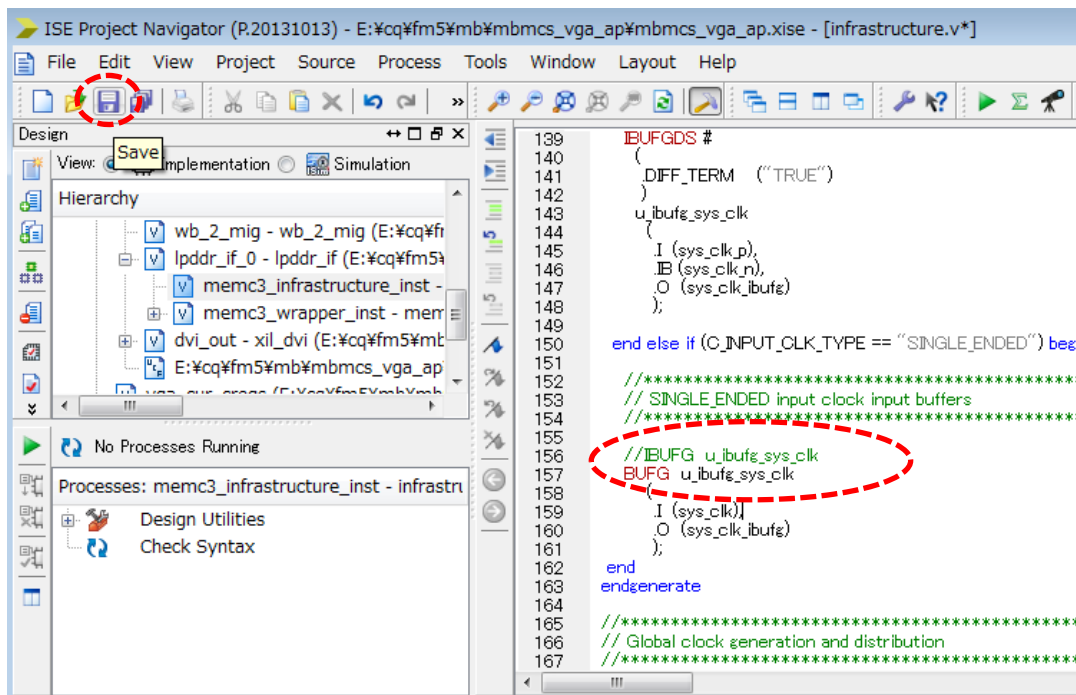 ISE Project Navigator (P.20131013) - E:¥cq¥fm5¥mb¥mbmcs_vga_ap¥mbmcs_vga_ap.xise - [infrastructure.v*]
File Edit View Project Source Process Tools Window Layout Help
»
Design
Save
View: Implementation Simulation
Hierarchy
wb_2_mig - wb_2_mig (E:¥cq¥f
lpddr_if_0 - lpddr_if (E:¥cq¥fm5¥
memc3_infrastructure_inst -
memc3_wrapper_inst - mem
dvi_out - xil_dvi (E:¥cq¥fm5¥mb
E:¥cq¥fm5¥mb¥mbmcs_vga_ap
No Processes Running
Processes: memc3_infrastructure_inst - infrastru
Design Utilities
Check Syntax
139 IBUFGDS #
140 (
141 .DIFF_TERM ("TRUE")
142 )
143 u_ibufg_sys_clk
144 (
145 .I (sys_clk_p),
146 .IB (sys_clk_n),
147 .O (sys_clk_ibufg)
148 );
149
150 end else if (C_INPUT_CLK_TYPE == "SINGLE_ENDED") beg
151
152 //***********************************************
153 // SINGLE_ENDED input clock input buffers
154 //***********************************************
155
156 //IBUFG u_ibufg_sys_clk
157 BUFG u_ibufg_sys_clk
158 (
159 .I (sys_clk),
160 .O (sys_clk_ibufg)
161 );
162 end
163 endgenerate
164
165 //*************************************************
166 // Global clock generation and distribution
167 //*************************************************